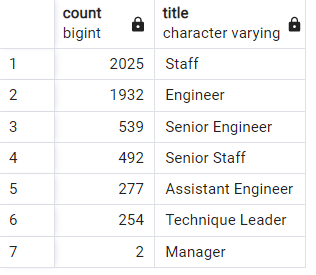 count title
bigint character varying
1 2025 Staff
2 1932 Engineer
3 539 Senior Engineer
4 492 Senior Staff
5 277 Assistant Engineer
6 254 Technique Leader
7 2 Manager